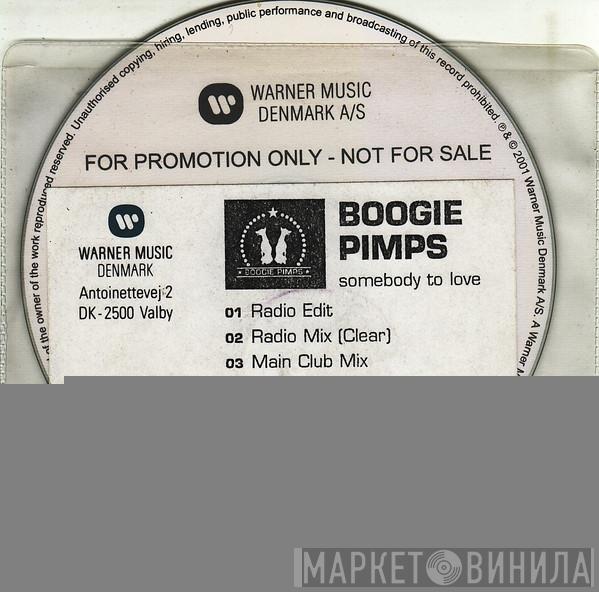 of the owner of the work reproduced reserved. Unauthorised copying, hiring, lending, public performance and broadcasting of this record prohibited. ℗ & © 2001 Warner Music Denmark A/S. A Warner
WARNER MUSIC
DENMARK A/S
FOR PROMOTION ONLY - NOT FOR SALE
WARNER MUSIC
DENMARK
Antoinettevej 2
DK-2500 Valby
BOOGIE PIMPS
BOOGIE
PIMPS
somebody to love
01 Radio Edit
02 Radio Mix (Clear)
03 Main Club Mix
МАРКЕТ ВИНИЛА